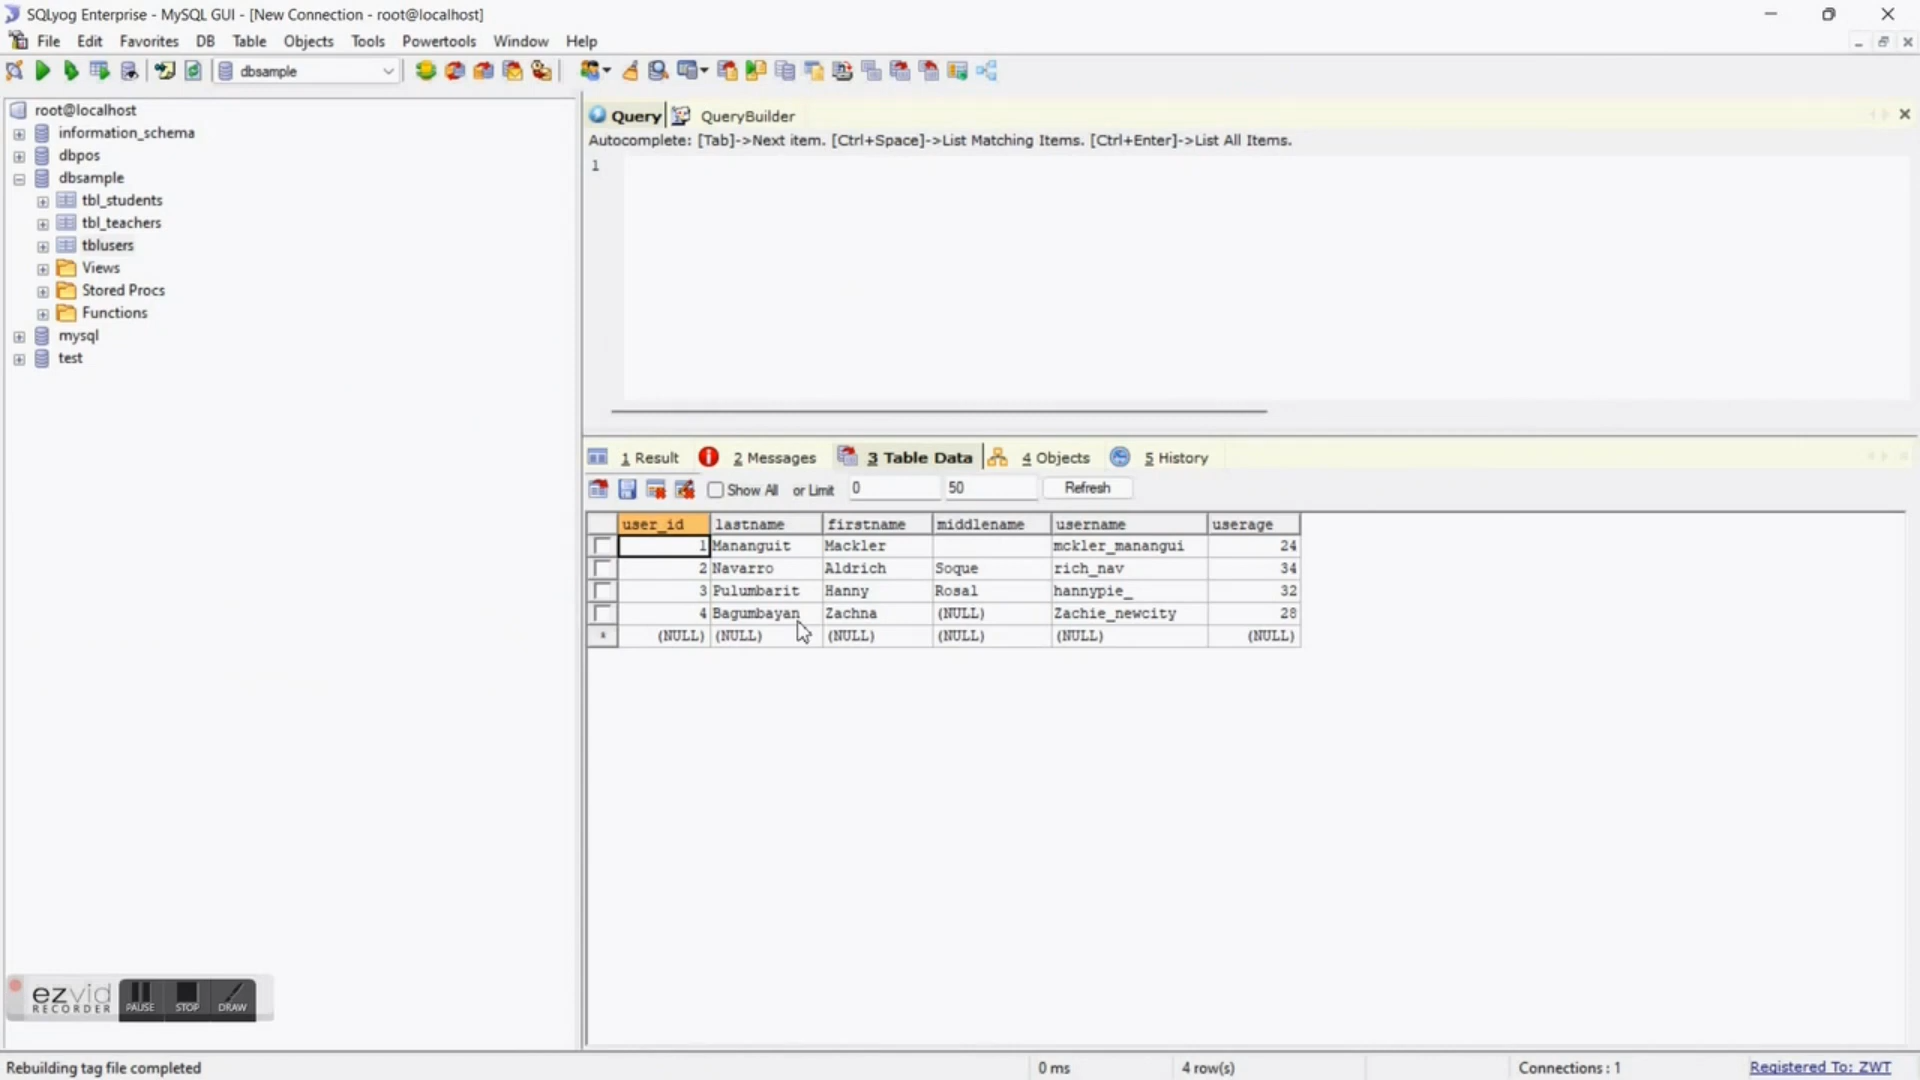 SQLyog Enterprise - MySQL GUI - [New Connection - root@localhost]
File Edit Favorites DB Table Objects Tools Powertools Window Help
dbsample
root@localhost
information_schema
dbpos
dbsample
tbl_students
tbl_teachers
tblusers
Views
Stored Procs
Functions
mysql
test
Query QueryBuilder
Autocomplete: [Tab]->Next item. [Ctrl+Space]->List Matching Items. [Ctrl+Enter]->List All Items.
1
1 Result 2 Messages 3 Table Data 4 Objects 5 History
Show All or Limit 0 50 Refresh
user_id lastname firstname middlename username userage
1 Mananguit Mackler mckler_manangui 24
2 Navarro Aldrich Soque rich_nav 34
3 Pulumbarit Hanny Rosal hannypie_ 32
4 Bagumbayan Zachna (NULL) Zachie_newcity 28
* (NULL) (NULL) (NULL) (NULL) (NULL) (NULL)
ezvid
RECORDER
PAUSE STOP DRAW
Rebuilding tag file completed 0 ms 4 row(s) Connections : 1 Registered To: ZWT